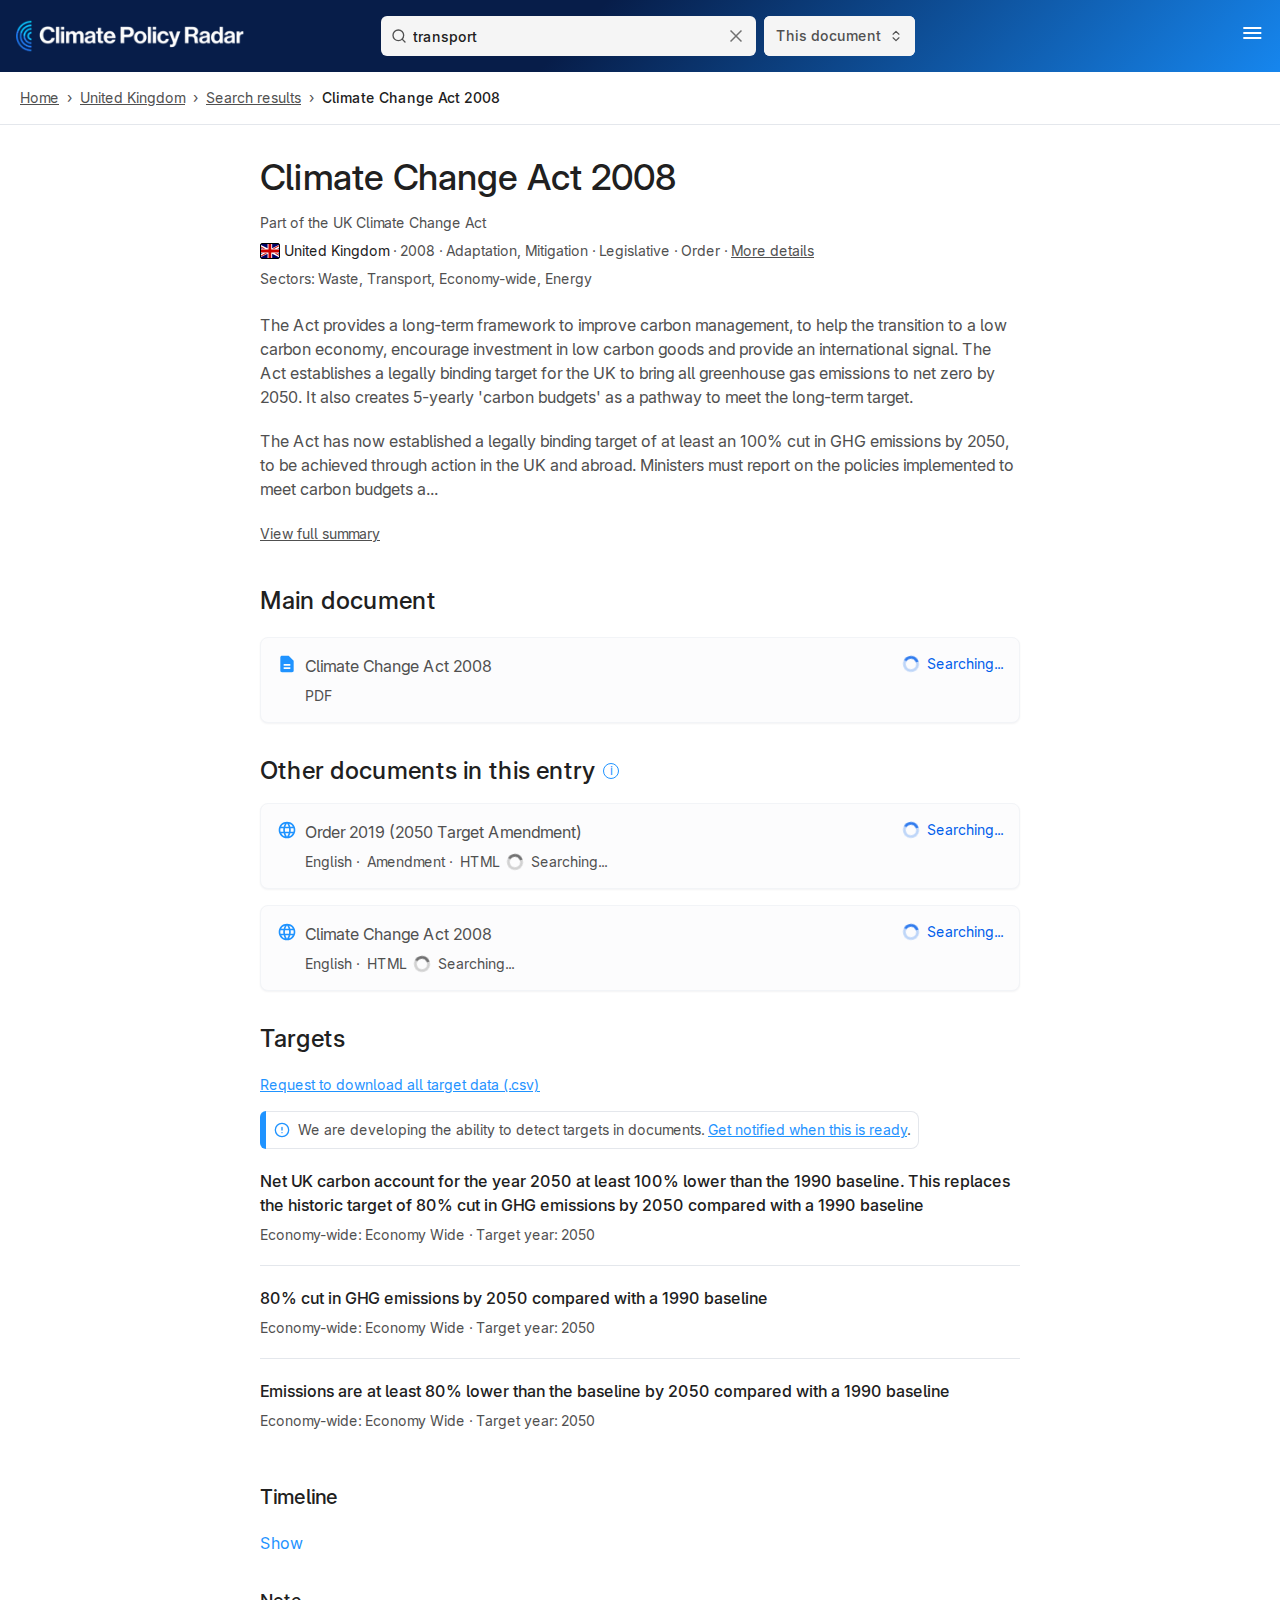 Climate Policy Radar
transport
This document
Home › United Kingdom › Search results › Climate Change Act 2008
Climate Change Act 2008
Part of the UK Climate Change Act
United Kingdom · 2008 · Adaptation, Mitigation · Legislative · Order · More details
Sectors: Waste, Transport, Economy-wide, Energy
The Act provides a long-term framework to improve carbon management, to help the transition to a low
carbon economy, encourage investment in low carbon goods and provide an international signal. The
Act establishes a legally binding target for the UK to bring all greenhouse gas emissions to net zero by
2050. It also creates 5-yearly 'carbon budgets' as a pathway to meet the long-term target.
The Act has now established a legally binding target of at least an 100% cut in GHG emissions by 2050,
to be achieved through action in the UK and abroad. Ministers must report on the policies implemented to
meet carbon budgets a...
View full summary
Main document
Climate Change Act 2008
Searching...
PDF
Other documents in this entry
Order 2019 (2050 Target Amendment)
Searching...
English · Amendment · HTML Searching...
Climate Change Act 2008
Searching...
English · HTML Searching...
Targets
Request to download all target data (.csv)
We are developing the ability to detect targets in documents. Get notified when this is ready.
Net UK carbon account for the year 2050 at least 100% lower than the 1990 baseline. This replaces
the historic target of 80% cut in GHG emissions by 2050 compared with a 1990 baseline
Economy-wide: Economy Wide · Target year: 2050
80% cut in GHG emissions by 2050 compared with a 1990 baseline
Economy-wide: Economy Wide · Target year: 2050
Emissions are at least 80% lower than the baseline by 2050 compared with a 1990 baseline
Economy-wide: Economy Wide · Target year: 2050
Timeline
Show
Note